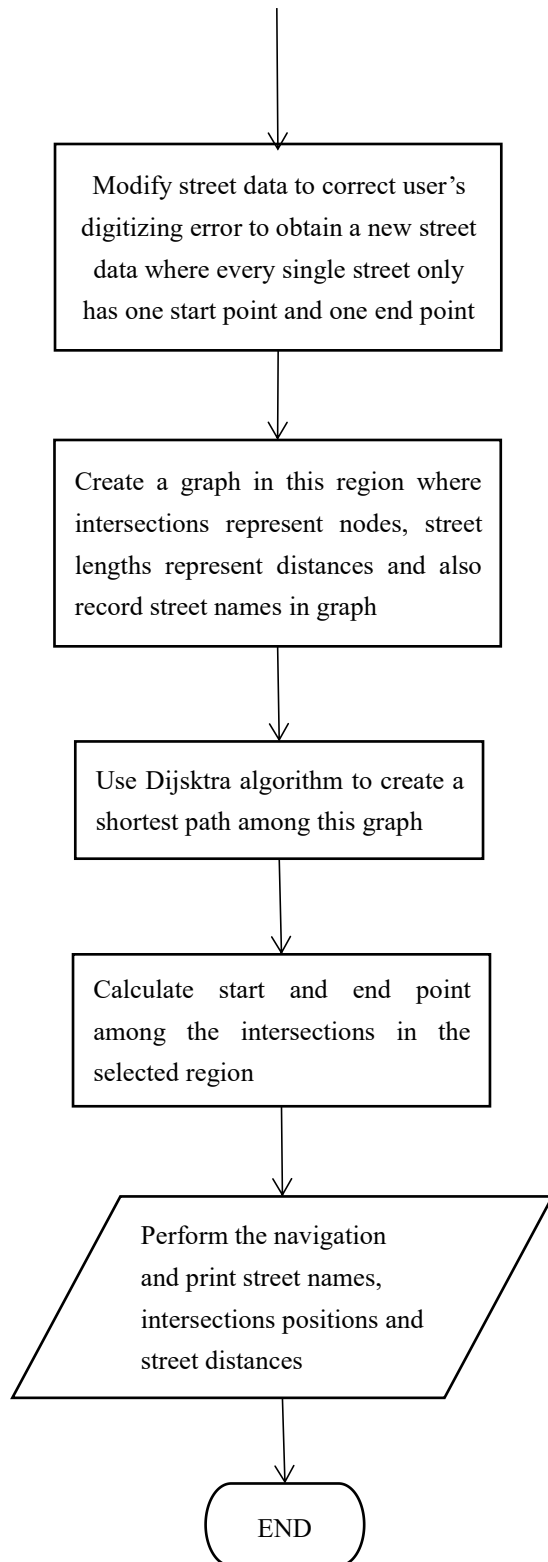 Modify street data to correct user’s
digitizing error to obtain a new street
data where every single street only
has one start point and one end point
Create a graph in this region where
intersections represent nodes, street
lengths represent distances and also
record street names in graph
Use Dijsktra algorithm to create a
shortest path among this graph
Calculate start and end point
among the intersections in the
selected region
Perform the navigation
and print street names,
intersections positions and
street distances
END